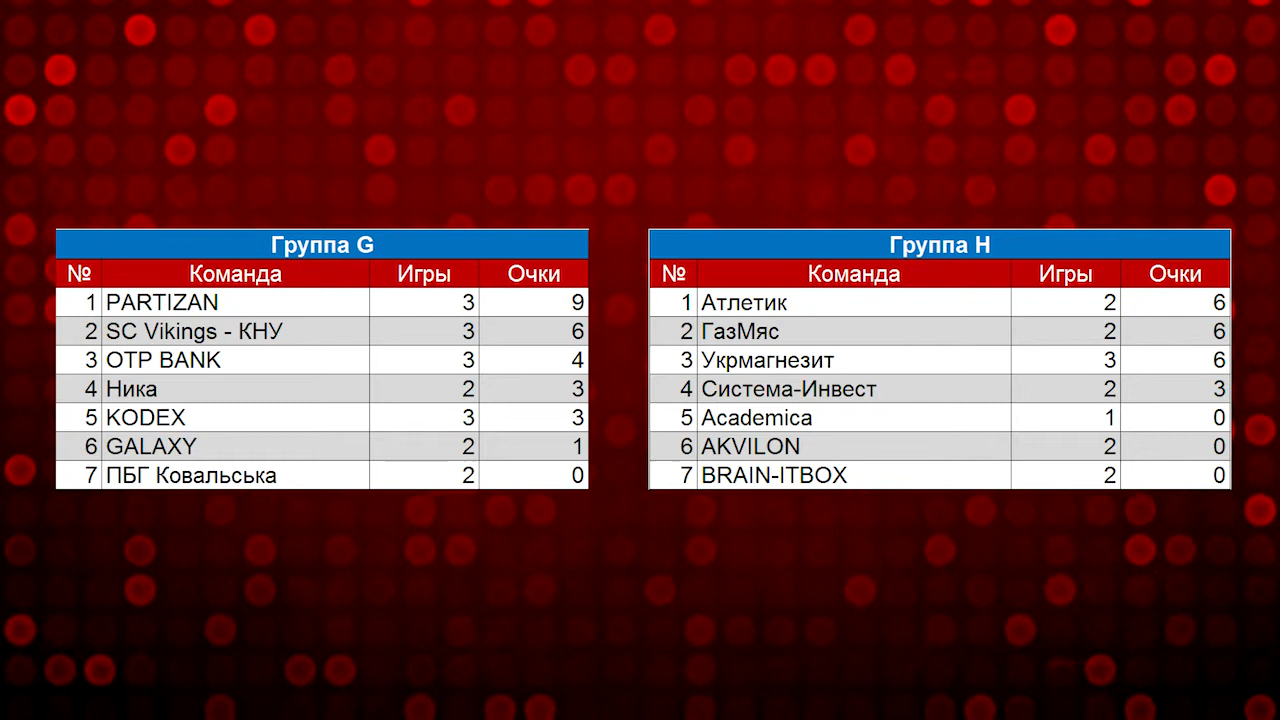 Группа G
№ Команда Игры Очки
1 PARTIZAN 3 9
2 SC Vikings - КНУ 3 6
3 OTP BANK 3 4
4 Ника 2 3
5 KODEX 3 3
6 GALAXY 2 1
7 ПБГ Ковальська 2 0
Группа H
№ Команда Игры Очки
1 Атлетик 2 6
2 ГазМяс 2 6
3 Укрмагнезит 3 6
4 Система-Инвест 2 3
5 Academica 1 0
6 AKVILON 2 0
7 BRAIN-ITBOX 2 0